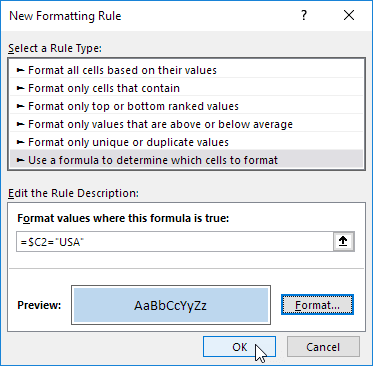 New Formatting Rule
?
Select a Rule Type:
► Format all cells based on their values
► Format only cells that contain
► Format only top or bottom ranked values
► Format only values that are above or below average
► Format only unique or duplicate values
► Use a formula to determine which cells to format
Edit the Rule Description:
Format values where this formula is true:
=$C2="USA"
Preview: AaBbCcYyZz Format...
OK Cancel